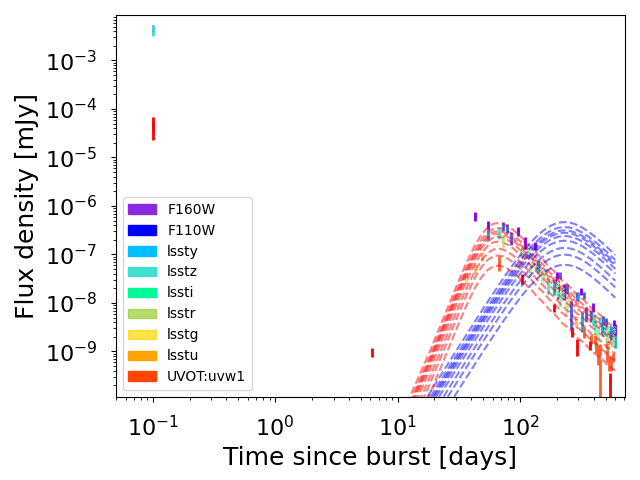 10⁻³
10⁻⁴
10⁻⁵
10⁻⁶
10⁻⁷
10⁻⁸
10⁻⁹
Flux density [mJy]
F160W
F110W
lssty
lsstz
lssti
lsstr
lsstg
lsstu
UVOT:uvw1
10⁻¹ 10⁰ 10¹ 10²
Time since burst [days]